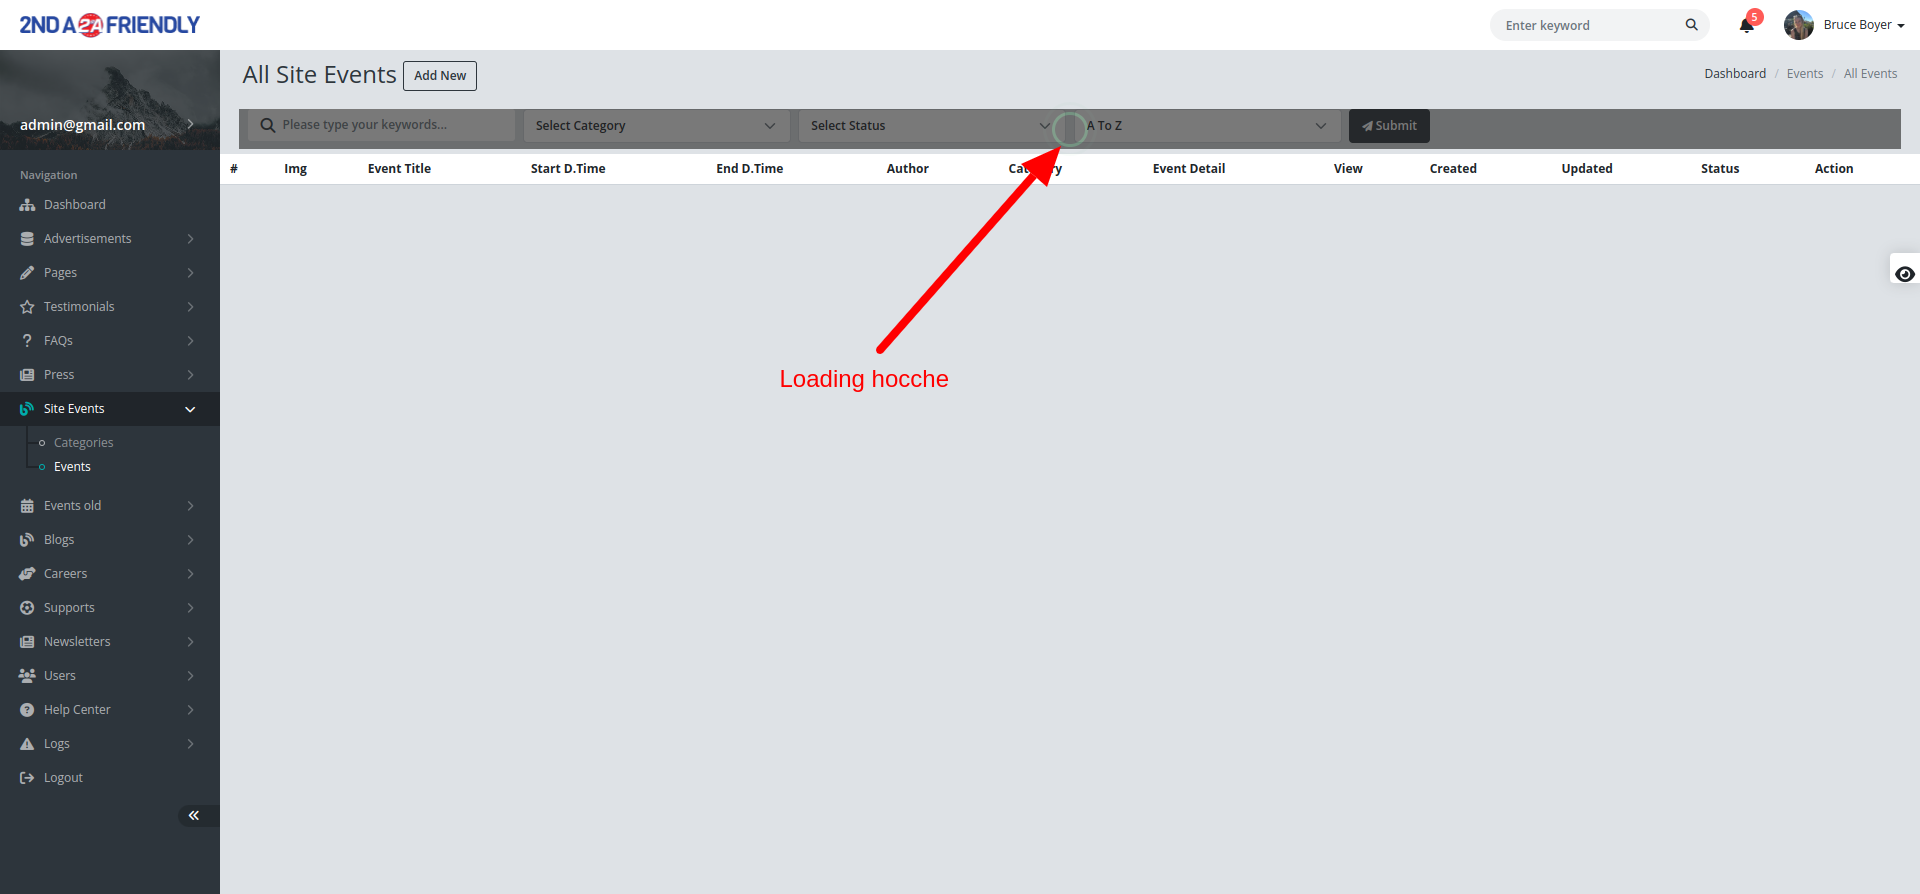 2ND A 2A FRIENDLY
Enter keyword
5
Bruce Boyer
admin@gmail.com
Navigation
Dashboard
Advertisements
Pages
Testimonials
FAQs
Press
Site Events
Categories
Events
Events old
Blogs
Careers
Supports
Newsletters
Users
Help Center
Logs
Logout
All Site Events
Add New
Dashboard / Events / All Events
Please type your keywords...
Select Category
Select Status
A To Z
Submit
# Img Event Title Start D.Time End D.Time Author Category Event Detail View Created Updated Status Action
Loading hocche